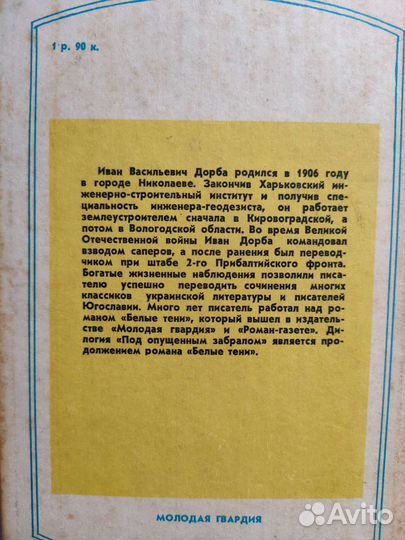 1 р. 90 к.
Иван Васильевич Дорба родился в 1906 году
в городе Николаеве. Закончив Харьковский ин-
женерно-строительный институт и получив спе-
циальность инженера-геодезиста, он работает
землеустроителем сначала в Кировоградской, а
потом в Вологодской области. Во время Великой
Отечественной войны Иван Дорба командовал
взводом саперов, а после ранения был перевод-
чиком при штабе 2-го Прибалтийского фронта.
Богатые жизненные наблюдения позволили писа-
телю успешно переводить сочинения многих
классиков украинской литературы и писателей
Югославии. Много лет писатель работал над ро-
маном «Белые тени», который вышел в издатель-
стве «Молодая гвардия» и «Роман-газете». Ди-
логия «Под опущенным забралом» является про-
должением романа «Белые тени».
МОЛОДАЯ ГВАРДИЯ
Avito